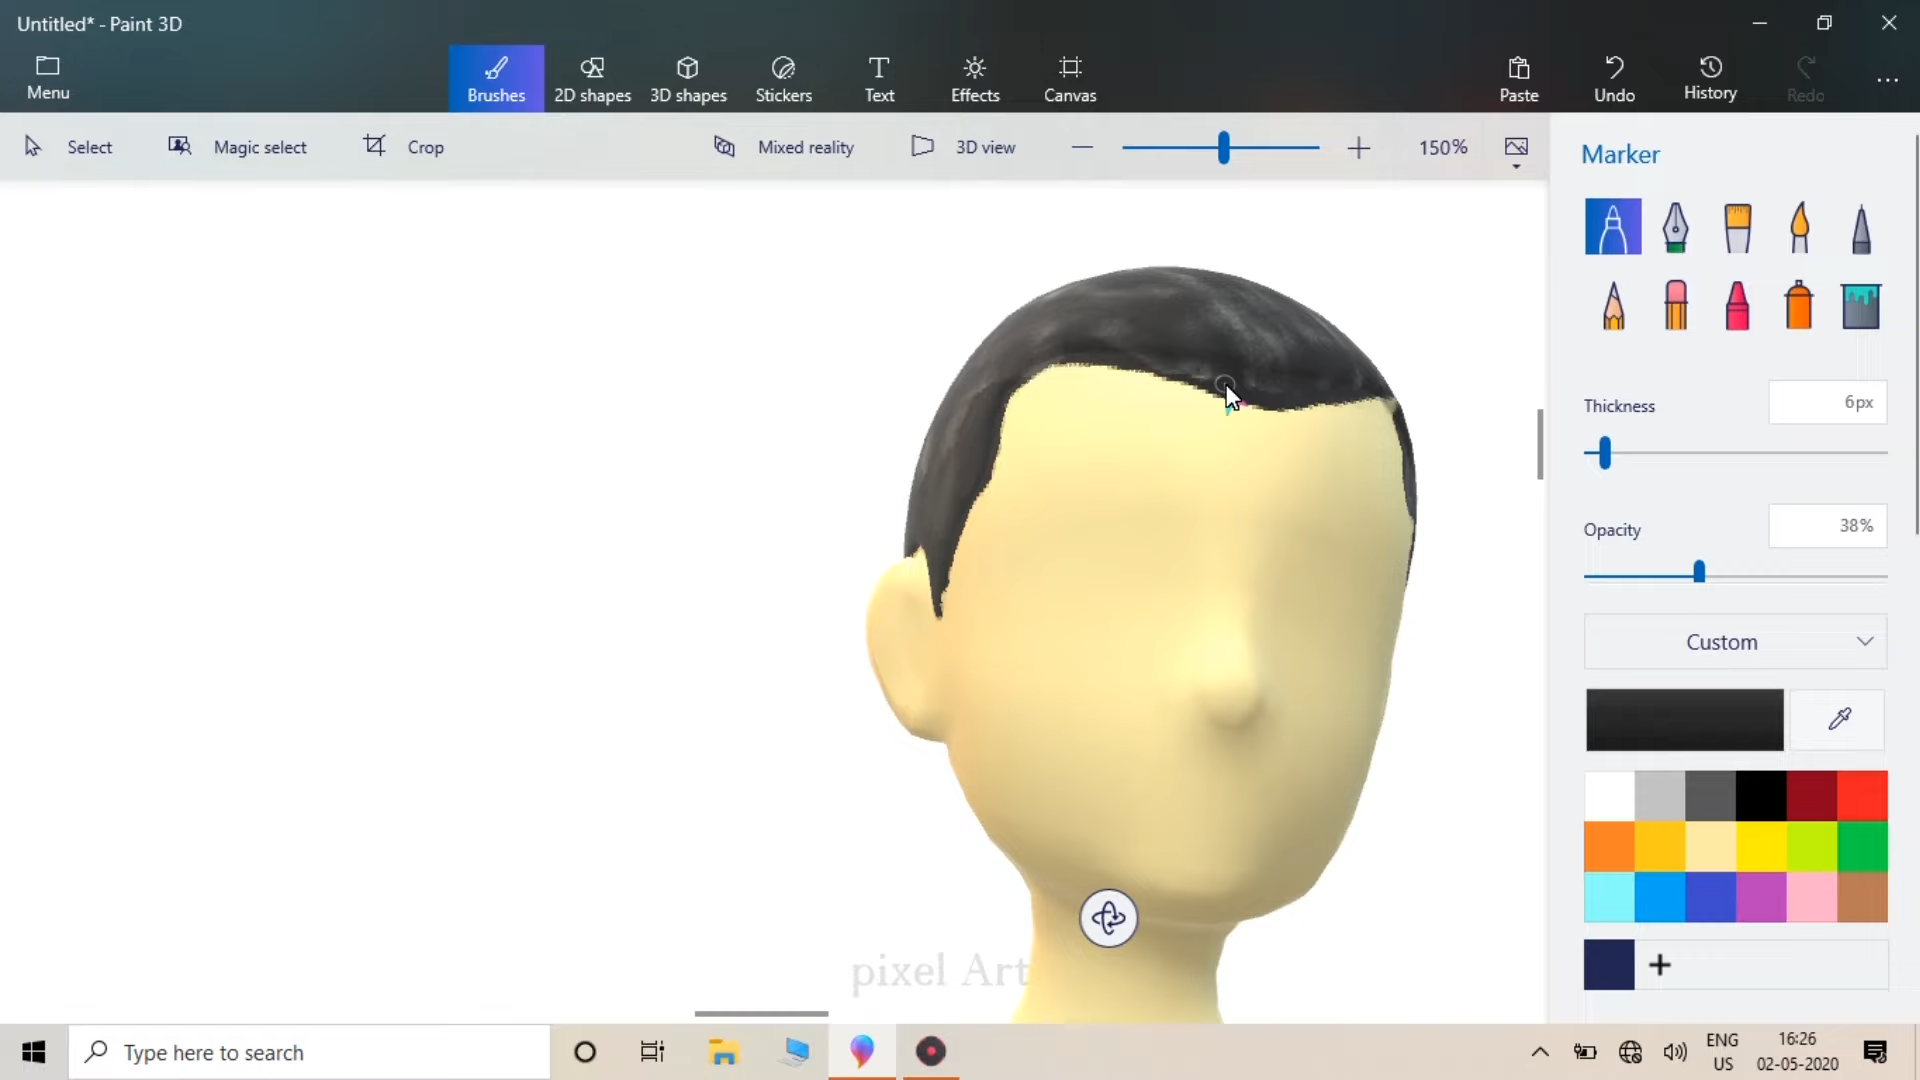 Untitled* - Paint 3D
Menu
Brushes
2D shapes
3D shapes
Stickers
Text
Effects
Canvas
Paste
Undo
History
Redo
Select
Magic select
Crop
Mixed reality
3D view
150%
Marker
Thickness
6px
Opacity
38%
Custom
pixel Art
Type here to search
ENG
US
16:26
02-05-2020